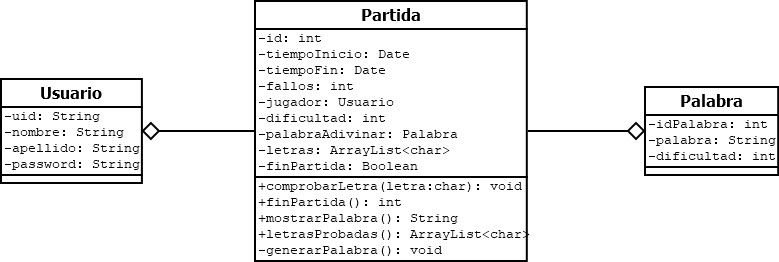 Usuario
-uid: String
-nombre: String
-apellido: String
-password: String
Partida
-id: int
-tiempoInicio: Date
-tiempoFin: Date
-fallos: int
-jugador: Usuario
-dificultad: int
-palabraAdivinar: Palabra
-letras: ArrayList<char>
-finPartida: Boolean
+comprobarLetra(letra:char): void
+finPartida(): int
+mostrarPalabra(): String
+letrasProbadas(): ArrayList<char>
-generarPalabra(): void
Palabra
-idPalabra: int
-palabra: String
-dificultad: int